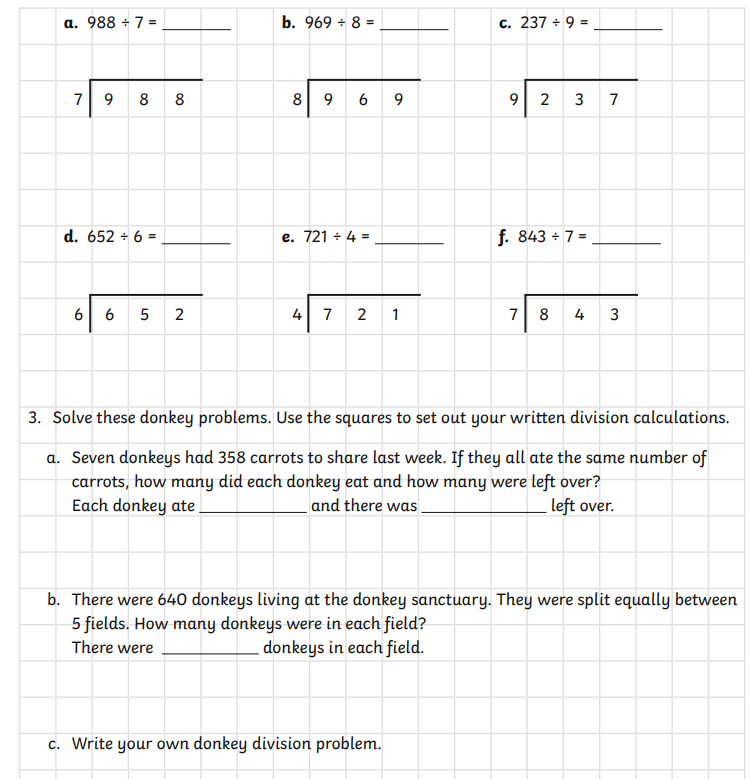 a. 988 ÷ 7 = ________ b. 969 ÷ 8 = ________ c. 237 ÷ 9 = ________
7 9 8 8 8 9 6 9 9 2 3 7
d. 652 ÷ 6 = ________ e. 721 ÷ 4 = ________ f. 843 ÷ 7 = ________
6 6 5 2 4 7 2 1 7 8 4 3
3. Solve these donkey problems. Use the squares to set out your written division calculations.
a. Seven donkeys had 358 carrots to share last week. If they all ate the same number of
carrots, how many did each donkey eat and how many were left over?
Each donkey ate ____________ and there was ______________ left over.
b. There were 640 donkeys living at the donkey sanctuary. They were split equally between
5 fields. How many donkeys were in each field?
There were ___________ donkeys in each field.
c. Write your own donkey division problem.